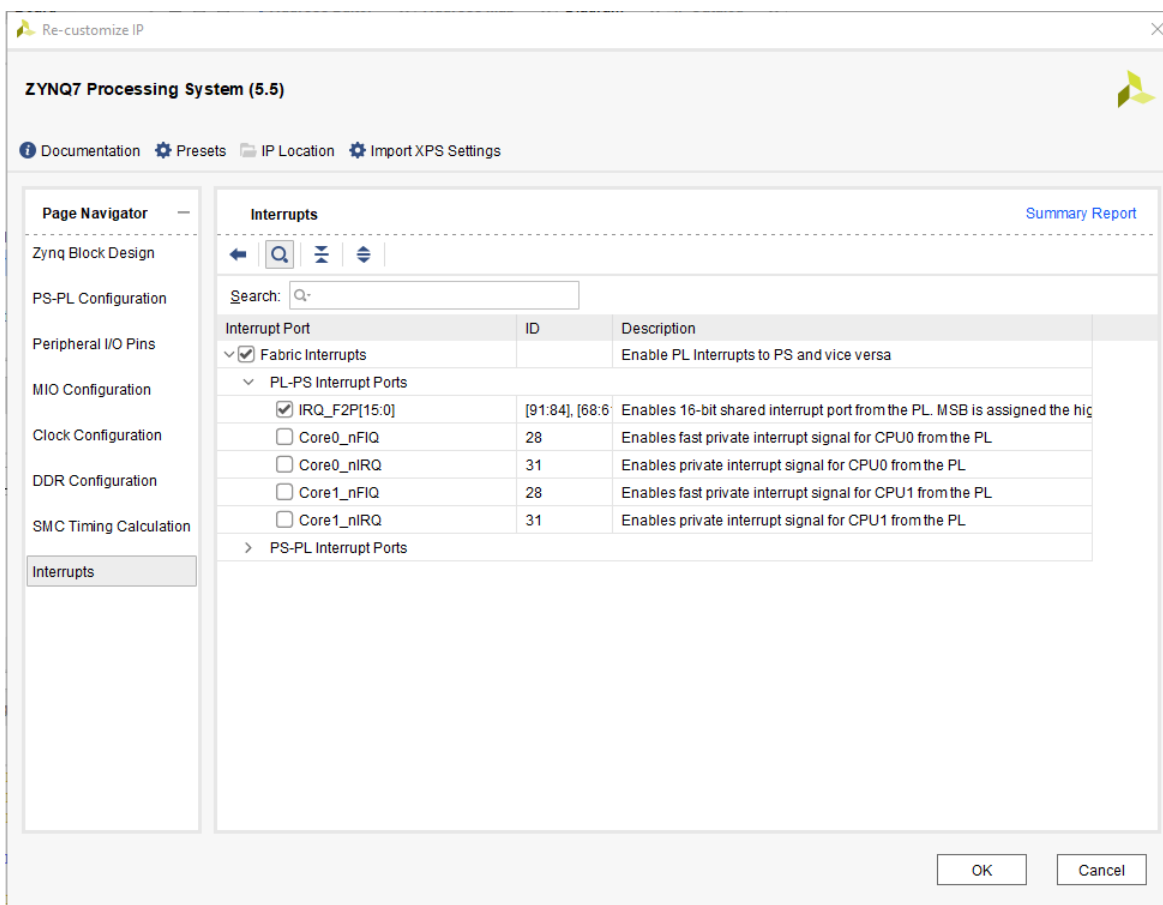 Re-customize IP
ZYNQ7 Processing System (5.5)
Documentation Presets IP Location Import XPS Settings
Page Navigator
Zynq Block Design
PS-PL Configuration
Peripheral I/O Pins
MIO Configuration
Clock Configuration
DDR Configuration
SMC Timing Calculation
Interrupts
Interrupts Summary Report
Search:
Interrupt Port ID Description
Fabric Interrupts Enable PL Interrupts to PS and vice versa
PL-PS Interrupt Ports
IRQ_F2P[15:0] [91:84], [68:6 Enables 16-bit shared interrupt port from the PL. MSB is assigned the hig
Core0_nFIQ 28 Enables fast private interrupt signal for CPU0 from the PL
Core0_nIRQ 31 Enables private interrupt signal for CPU0 from the PL
Core1_nFIQ 28 Enables fast private interrupt signal for CPU1 from the PL
Core1_nIRQ 31 Enables private interrupt signal for CPU1 from the PL
PS-PL Interrupt Ports
OK Cancel